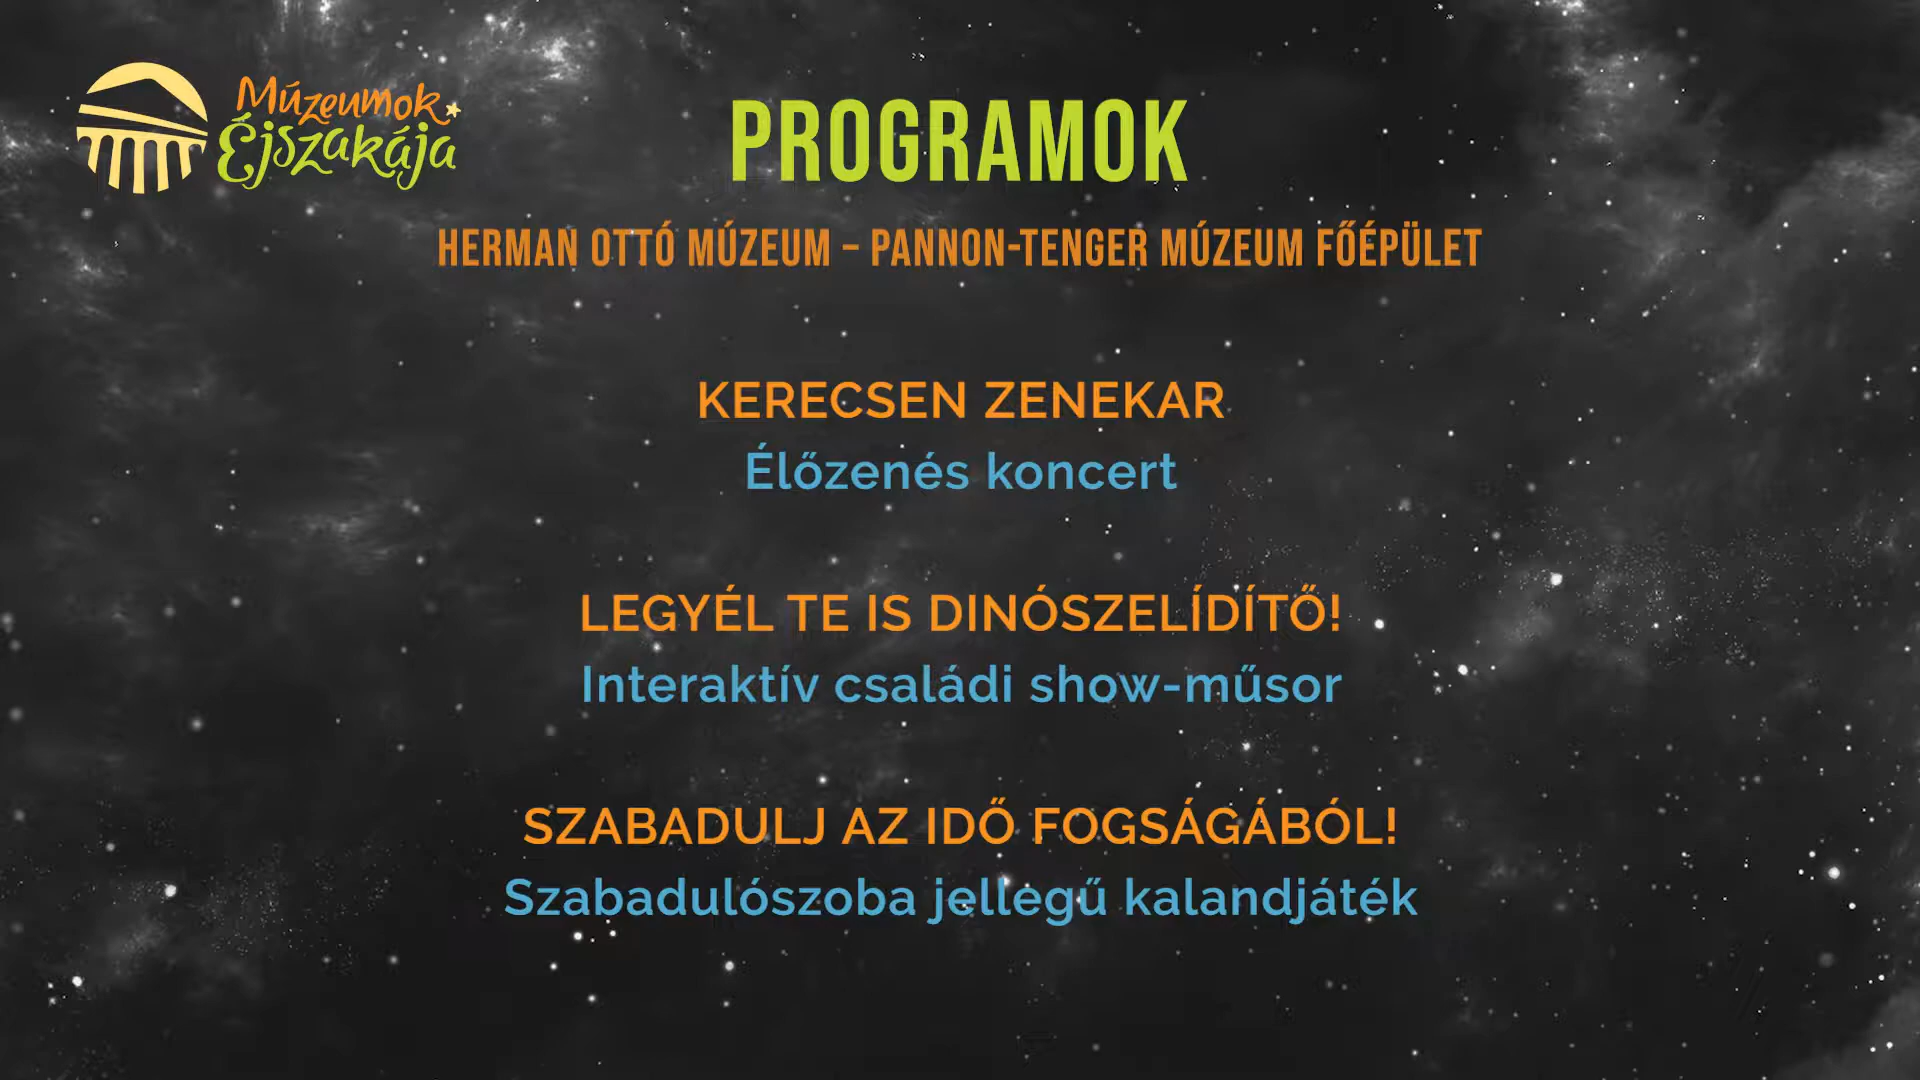 Múzeumok
Éjszakája
PROGRAMOK
HERMAN OTTÓ MÚZEUM – PANNON-TENGER MÚZEUM FŐÉPÜLET
KERECSEN ZENEKAR
Élőzenés koncert
LEGYÉL TE IS DINÓSZELÍDÍTŐ!
Interaktív családi show-műsor
SZABADULJ AZ IDŐ FOGSÁGÁBÓL!
Szabadulószoba jellegű kalandjáték